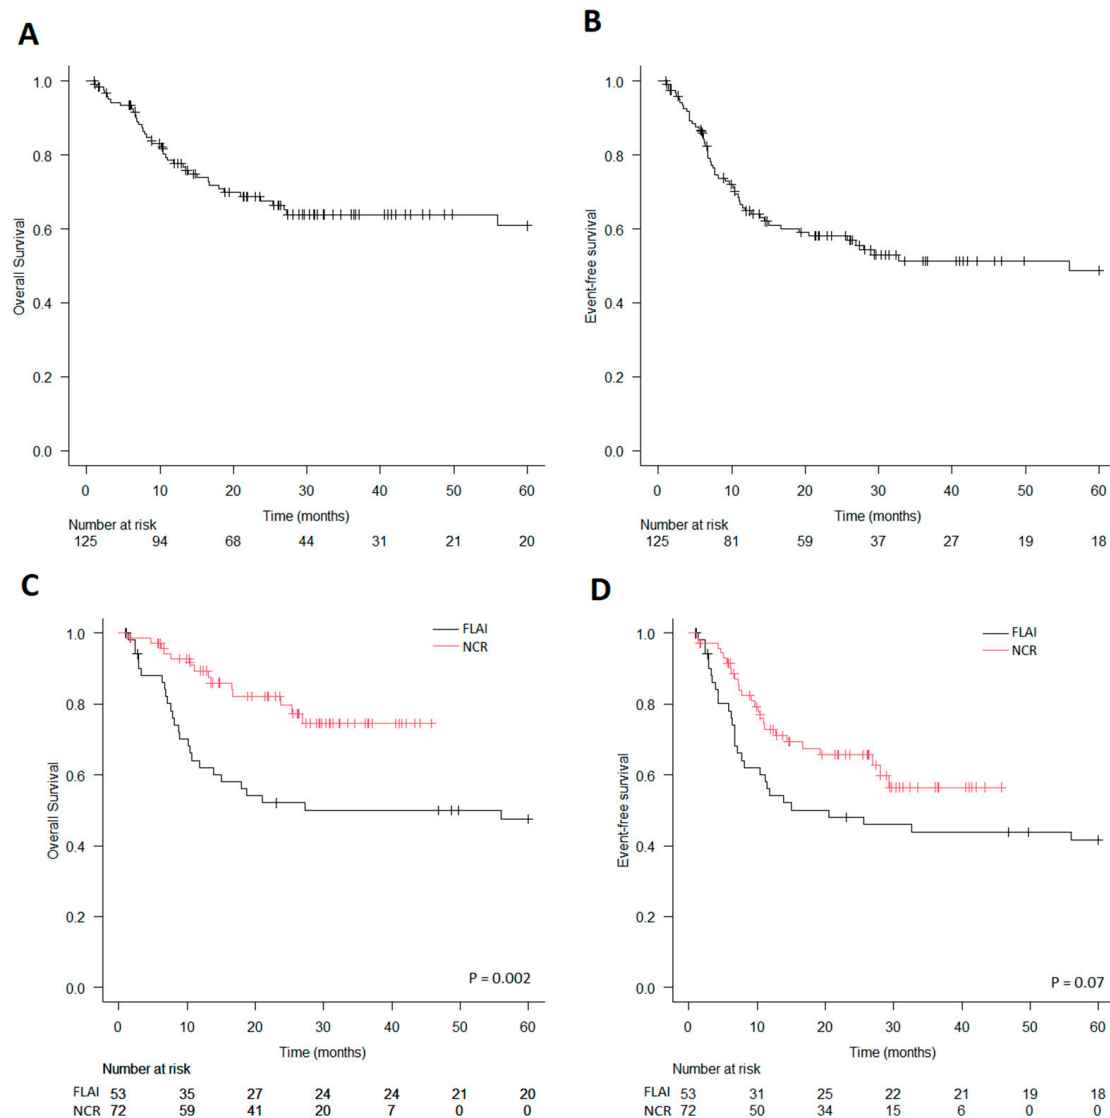 A
1.0
0.8
0.6
0.4
0.2
0.0
Overall Survival
0 10 20 30 40 50 60
Time (months)
Number at risk
125 94 68 44 31 21 20
B
1.0
0.8
0.6
0.4
0.2
0.0
Event-free survival
0 10 20 30 40 50 60
Time (months)
Number at risk
125 81 59 37 27 19 18
C
1.0
0.8
0.6
0.4
0.2
0.0
Overall Survival
FLAI
NCR
P = 0.002
0 10 20 30 40 50 60
Time (months)
Number at risk
FLAI 53 35 27 24 24 21 20
NCR 72 59 41 20 7 0 0
D
1.0
0.8
0.6
0.4
0.2
0.0
Event-free survival
FLAI
NCR
P = 0.07
0 10 20 30 40 50 60
Time (months)
Number at risk
FLAI 53 31 25 22 21 19 18
NCR 72 50 34 15 6 0 0